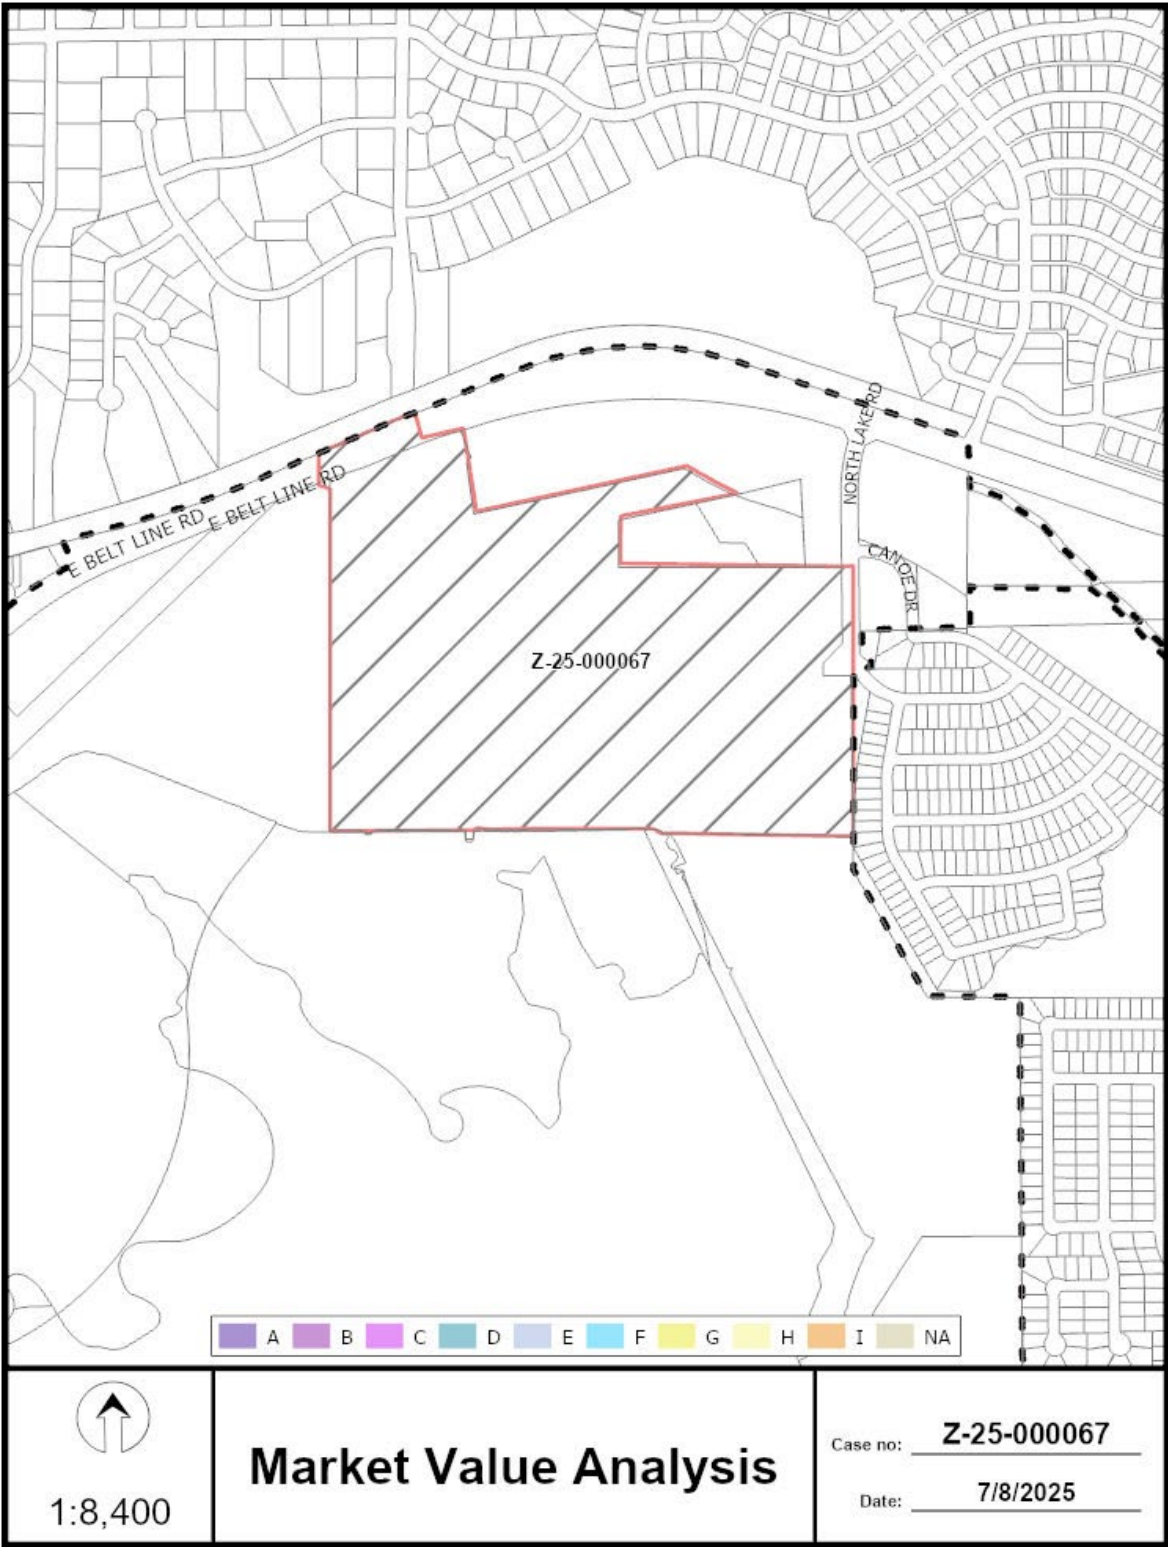 NORTH LAKE RD
E BELT LINE RD
E BELT LINE RD
CANOE DR
Z-25-000067
A B C D E F G H I NA
1:8,400
Market Value Analysis
Case no: Z-25-000067
Date: 7/8/2025